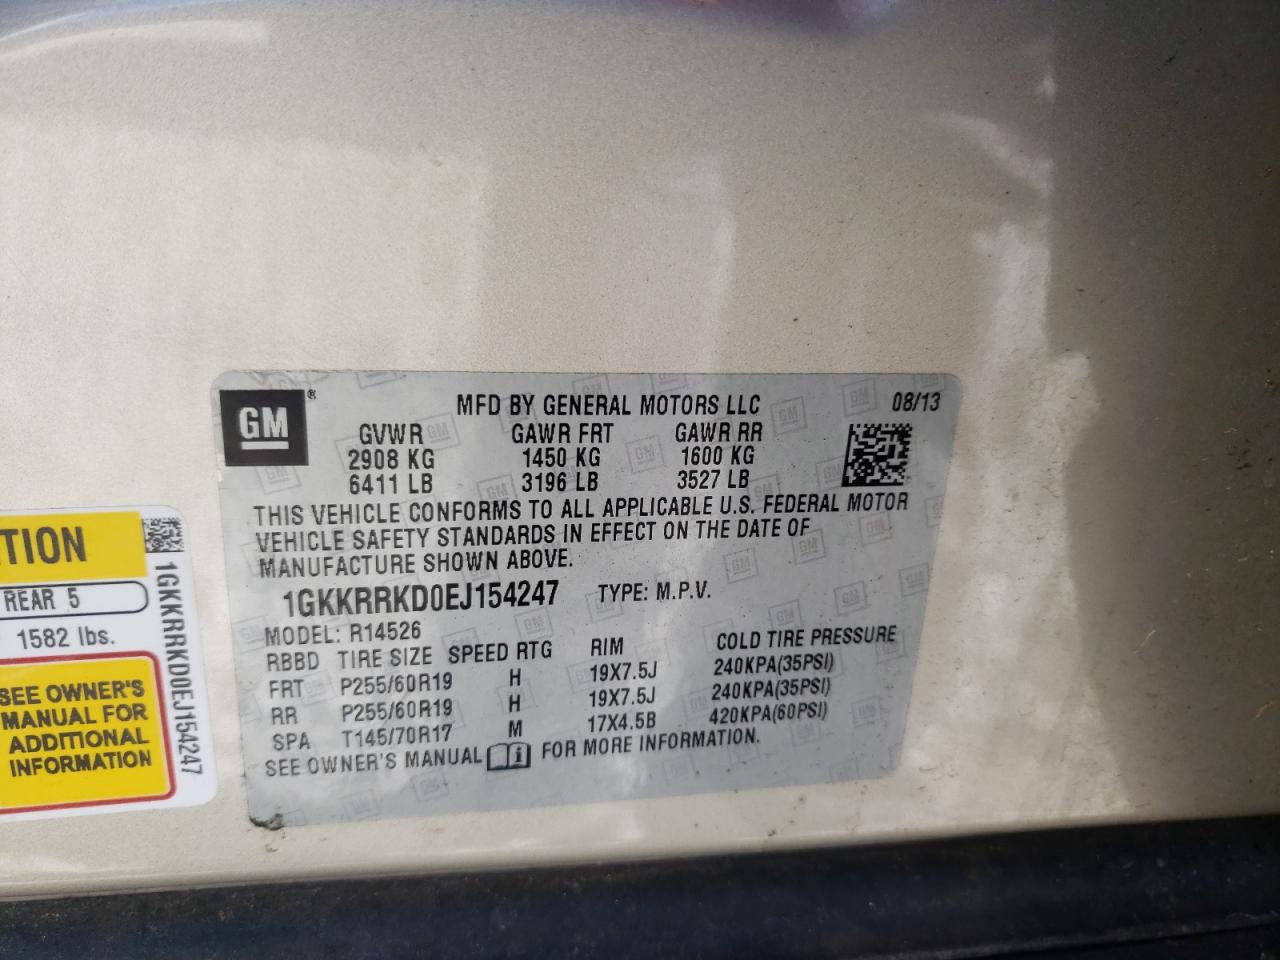 GM ®
MFD BY GENERAL MOTORS LLC 08/13
GVWR GAWR FRT GAWR RR
2908 KG 1450 KG 1600 KG
6411 LB 3196 LB 3527 LB
THIS VEHICLE CONFORMS TO ALL APPLICABLE U.S. FEDERAL MOTOR
VEHICLE SAFETY STANDARDS IN EFFECT ON THE DATE OF
MANUFACTURE SHOWN ABOVE.
1GKKRRKD0EJ154247 TYPE: M.P.V.
MODEL: R14526
RBBD TIRE SIZE SPEED RTG RIM COLD TIRE PRESSURE
FRT P255/60R19 H 19X7.5J 240KPA(35PSI)
RR P255/60R19 H 19X7.5J 240KPA(35PSI)
SPA T145/70R17 M 17X4.5B 420KPA(60PSI)
SEE OWNER'S MANUAL FOR MORE INFORMATION.
TION
REAR 5
1582 lbs.
SEE OWNER'S
MANUAL FOR
ADDITIONAL
INFORMATION
1GKKRRKD0EJ154247